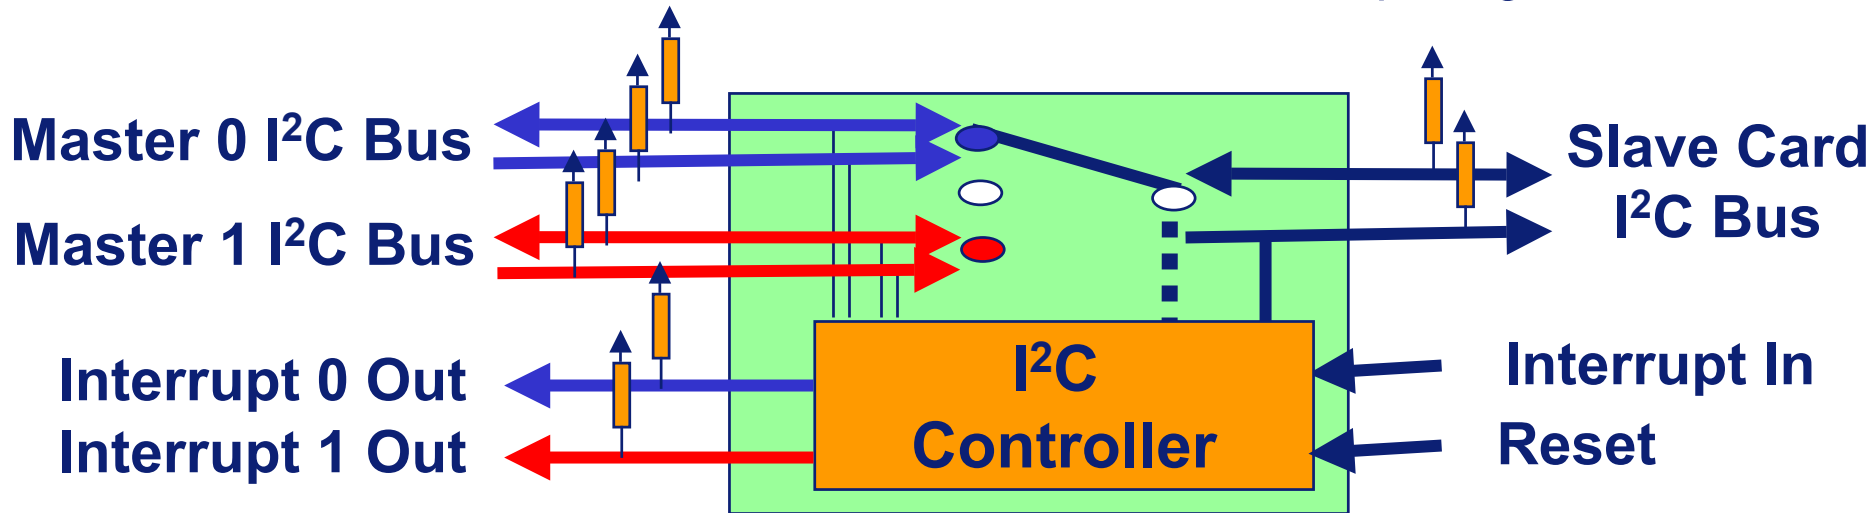 Master 0 I²C Bus
Master 1 I²C Bus
Interrupt 0 Out
Interrupt 1 Out
I²C
Controller
Slave Card
I²C Bus
Interrupt In
Reset